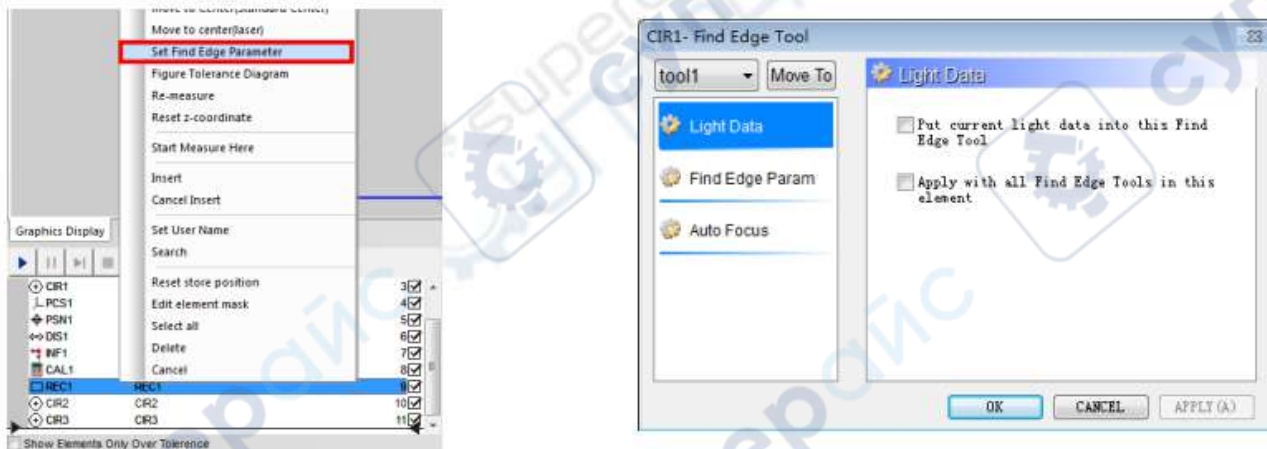 Move to center(laser)
Set Find Edge Parameter
Figure Tolerance Diagram
Re-measure
Reset z-coordinate
Start Measure Here
Insert
Cancel Insert
Set User Name
Search
Reset store position
Edit element mask
Select all
Delete
Cancel
Graphics Display
CIR1 3
PCS1 4
PSN1 5
DIS1 6
INF1 7
CAL1 8
REC1 REC1 9
CIR2 CIR2 10
CIR3 CIR3 11
Show Elements Only Over Tolerence
CIR1- Find Edge Tool
tool1 Move To
Light Data
Find Edge Param
Auto Focus
Light Data
Put current light data into this Find
Edge Tool
Apply with all Find Edge Tools in this
element
OK CANCEL APPLY(A)